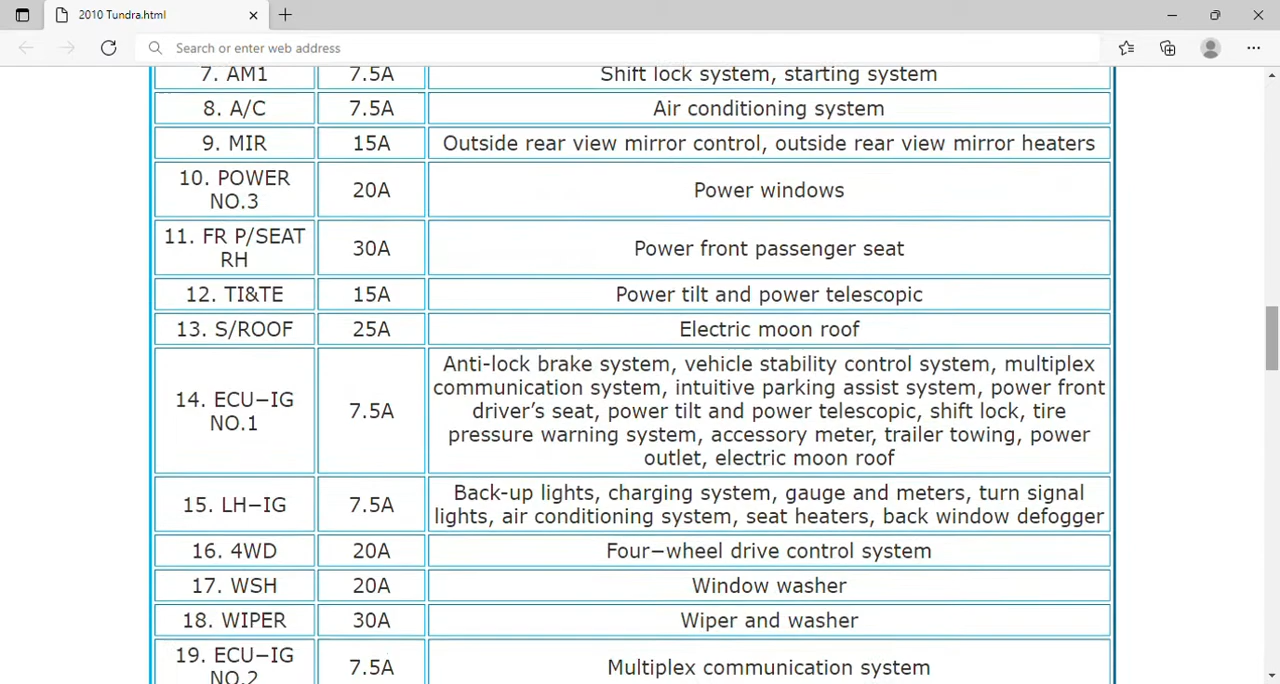 2010 Tundra.html
Search or enter web address
7. AM1 7.5A Shift lock system, starting system
8. A/C 7.5A Air conditioning system
9. MIR 15A Outside rear view mirror control, outside rear view mirror heaters
10. POWER
NO.3 20A Power windows
11. FR P/SEAT
RH 30A Power front passenger seat
12. TI&TE 15A Power tilt and power telescopic
13. S/ROOF 25A Electric moon roof
14. ECU−IG
NO.1 7.5A Anti-lock brake system, vehicle stability control system, multiplex
communication system, intuitive parking assist system, power front
driver’s seat, power tilt and power telescopic, shift lock, tire
pressure warning system, accessory meter, trailer towing, power
outlet, electric moon roof
15. LH−IG 7.5A Back-up lights, charging system, gauge and meters, turn signal
lights, air conditioning system, seat heaters, back window defogger
16. 4WD 20A Four−wheel drive control system
17. WSH 20A Window washer
18. WIPER 30A Wiper and washer
19. ECU−IG
NO.2 7.5A Multiplex communication system